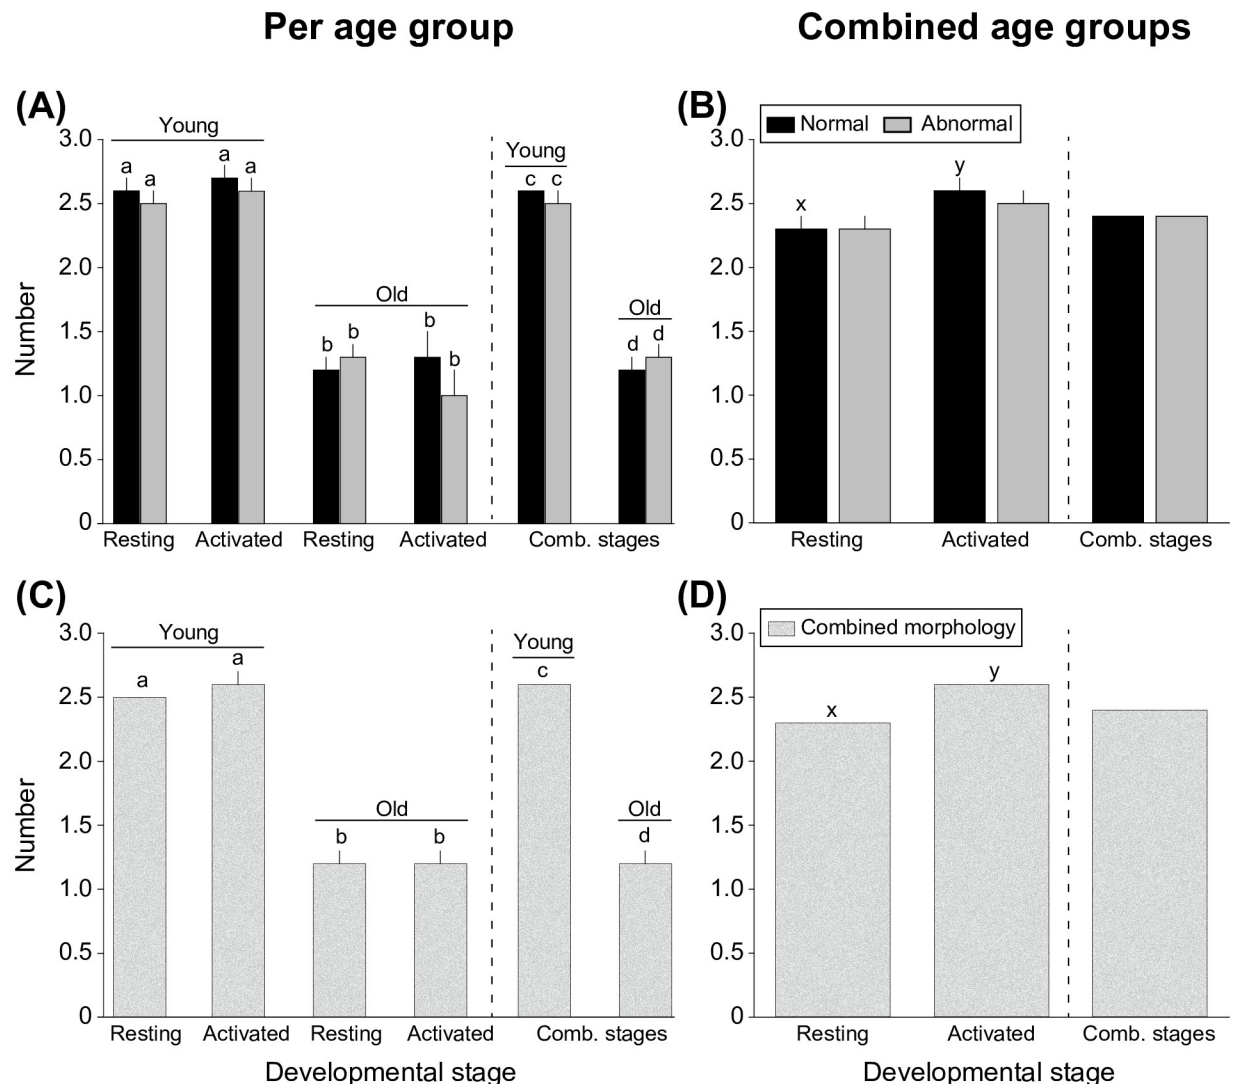 Per age group
Combined age groups
(A)
Young
3.0
2.5
2.0
1.5
1.0
0.5
0
Number
a a
a a
Old
b b
b
b
Young
c c
Old
d d
Resting Activated Resting Activated Comb. stages
(B)
Normal Abnormal
3.0
2.5
2.0
1.5
1.0
0.5
0
x
y
Resting Activated Comb. stages
(C)
Young
3.0
2.5
2.0
1.5
1.0
0.5
0
Number
a
a
Old
b b
Young
c
Old
d
Resting Activated Resting Activated Comb. stages
Developmental stage
(D)
Combined morphology
3.0
2.5
2.0
1.5
1.0
0.5
0
x
y
Resting Activated Comb. stages
Developmental stage